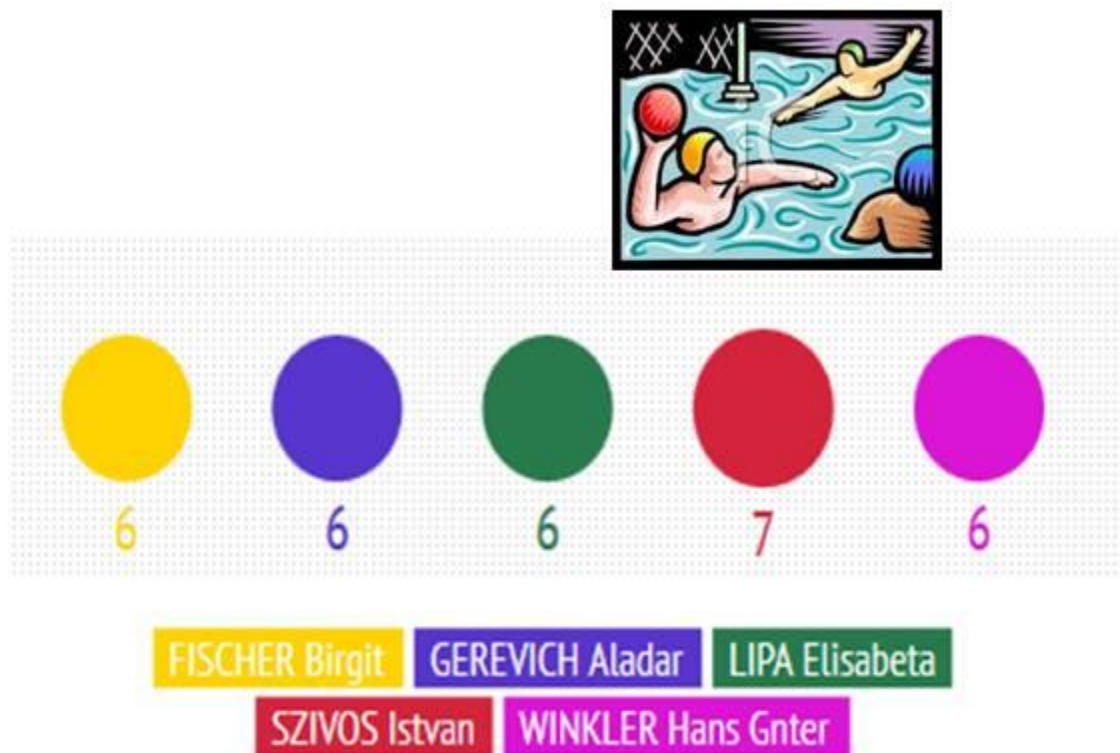 6 6 6 7 6
FISCHER Birgit GEREVICH Aladar LIPA Elisabeta
SZIVOS Istvan WINKLER Hans Gnter